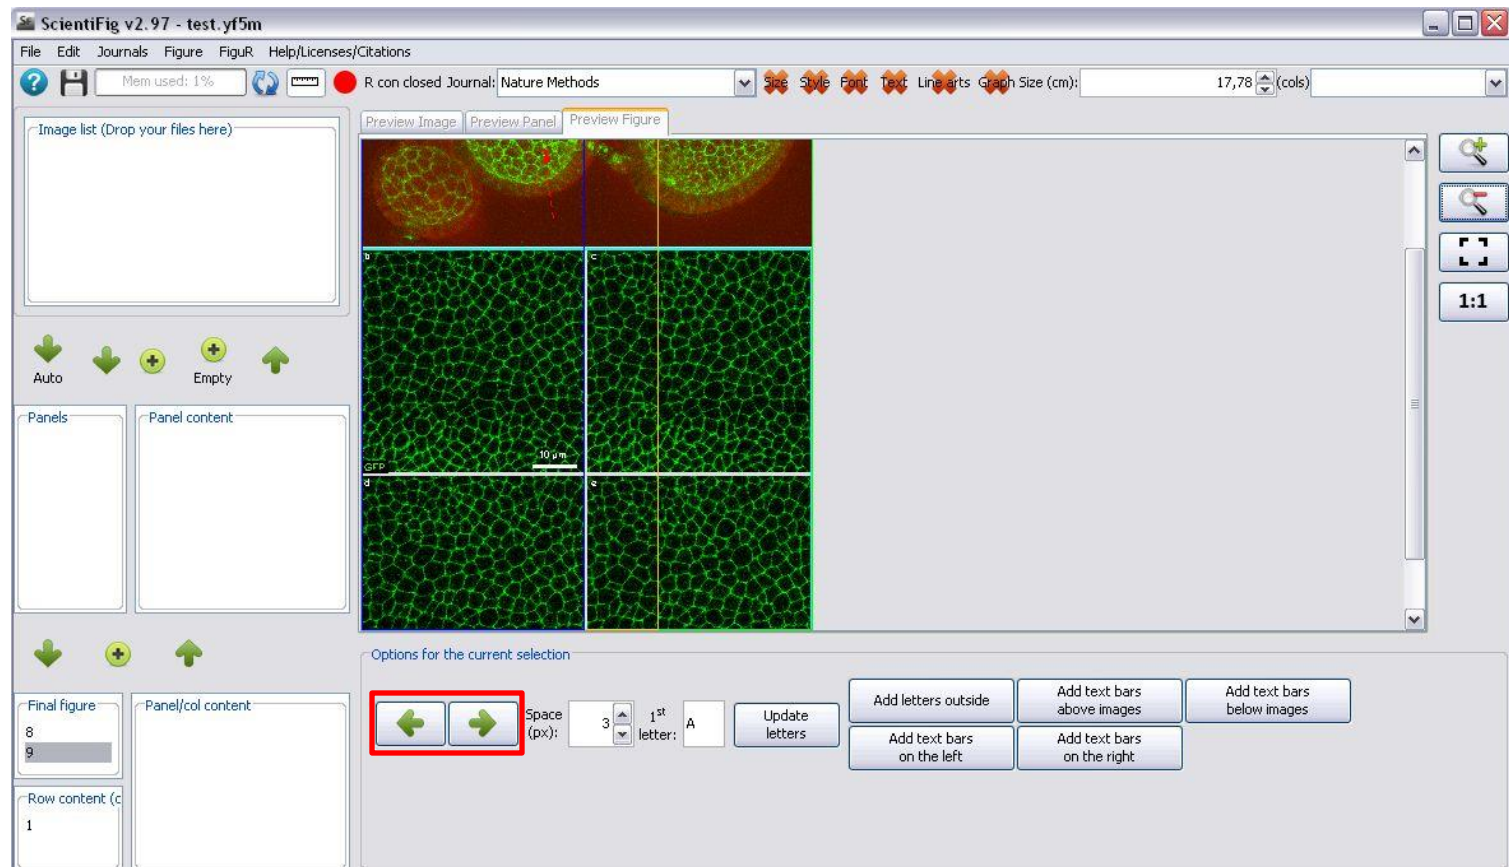 ScientiFig v2.97 - test.yf5m
File Edit Journals Figure FiguR Help/Licenses/Citations
Mem used: 1% R con closed Journal: Nature Methods Size Style Font Text Line arts Graph Size (cm): 17,78 (cols)
Image list (Drop your files here)
Preview Image Preview Panel Preview Figure
1:1
Auto Empty
Panels Panel content
b c
10 µm
GFP
d e
Options for the current selection
Final figure Panel/col content
8
9
Space (px): 3 1st letter: A Update letters
Add letters outside
Add text bars above images
Add text bars below images
Add text bars on the left
Add text bars on the right
Row content (c
1